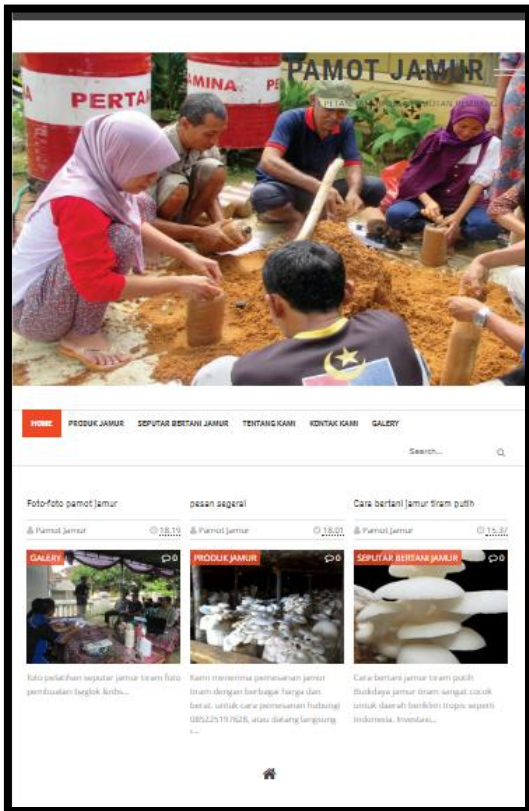 PERTA
AMINA
PE
PAMOT JAMUR
HOME PRODUK JAMUR SEPUTAR BERTANI JAMUR TENTANG KAMI KONTAK KAMI GALERY
Search...
Foto-foto pamot jamur
Pamot Jamur 18.19
GALERY 0
foto pelatihan seputar jamur tiram foto
pembuatan baglok &nbs...
pesan segera!
Pamot Jamur 18.01
PRODUK JAMUR 0
Kami menerima pemesanan jamur
tiram dengan berbagai harga dan
berat. untuk cara pemesanan hubungi
085225197628, atau datang langsung
Cara bertani jamur tiram putih
Pamot Jamur 15.37
SEPUTAR BERTANI JAMUR 0
Cara bertani jamur tiram putih
Budidaya jamur tiram sangat cocok
untuk daerah beriklim tropis seperti
Indonesia. Investasi...